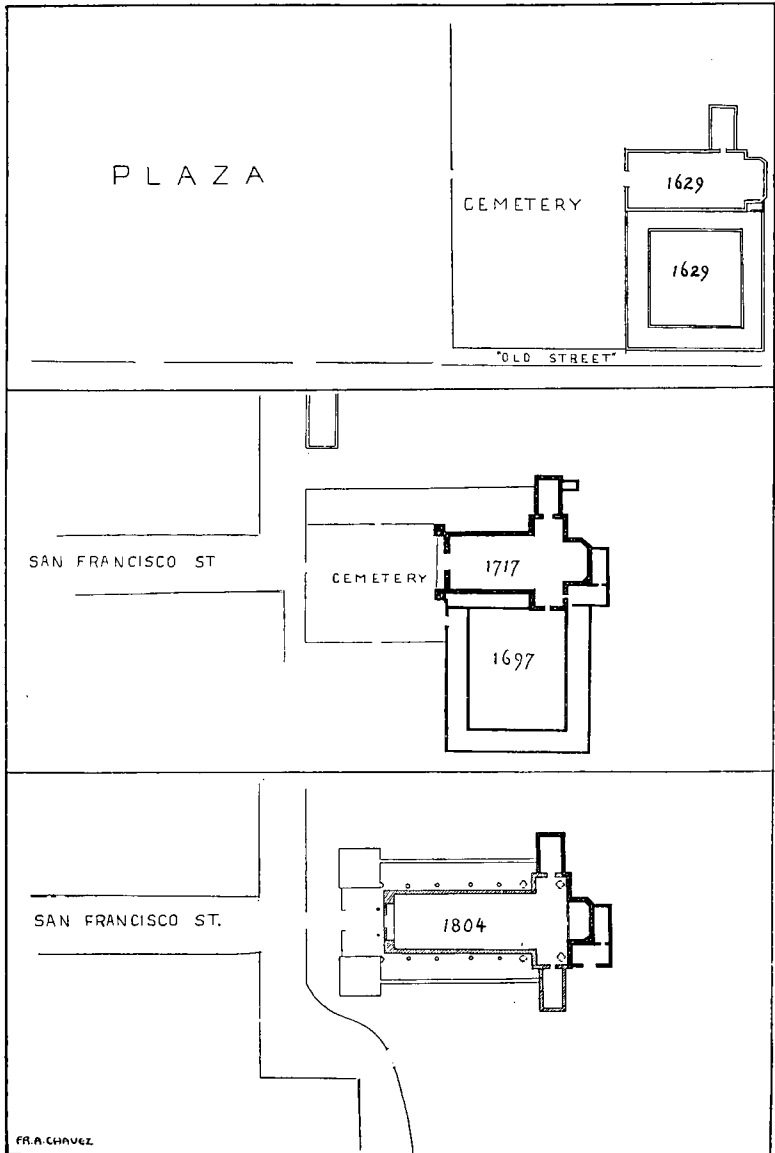 PLAZA
1629
CEMETERY
1629
"OLD STREET"
SAN FRANCISCO ST
CEMETERY
1717
1697
SAN FRANCISCO ST.
1804
FR.A.CHAVEZ